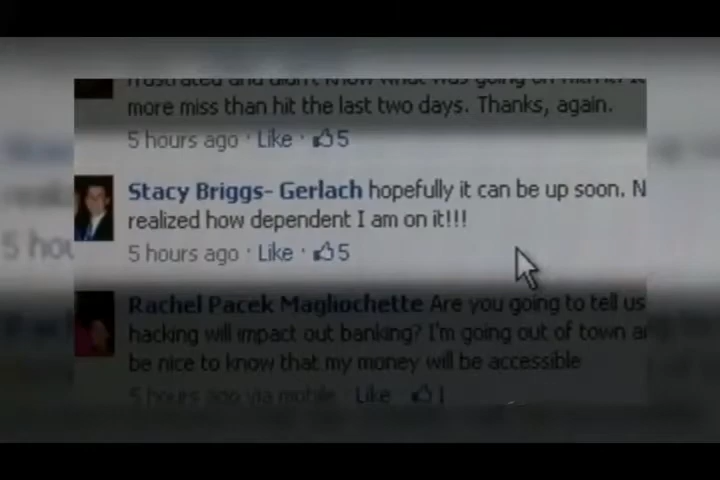 more miss than hit the last two days. Thanks, again.
5 hours ago · Like · 5
Stacy Briggs- Gerlach hopefully it can be up soon. N
realized how dependent I am on it!!!
5 hours ago · Like · 5
Rachel Pacek Magliochette Are you going to tell us
hacking will impact out banking? I'm going out of town a
be nice to know that my money will be accessible
5 hours ago via mobile · Like · 1